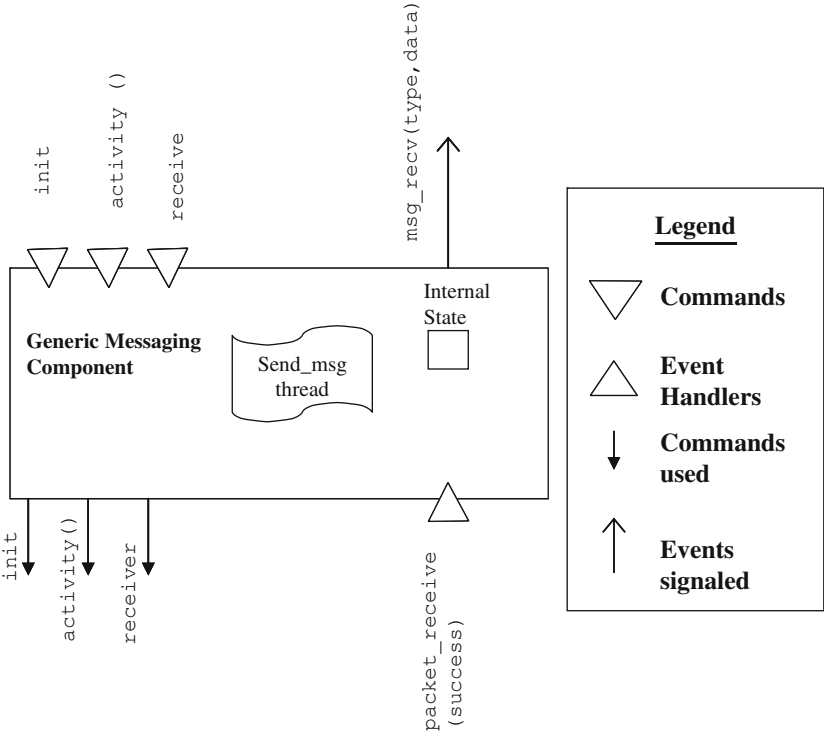 init
activity ()
receive
msg_recv(type,data)
Generic Messaging
Component
Send_msg
thread
Internal
State
init
activity()
receiver
packet_receive
(success)
Legend
Commands
Event
Handlers
Commands
used
Events
signaled